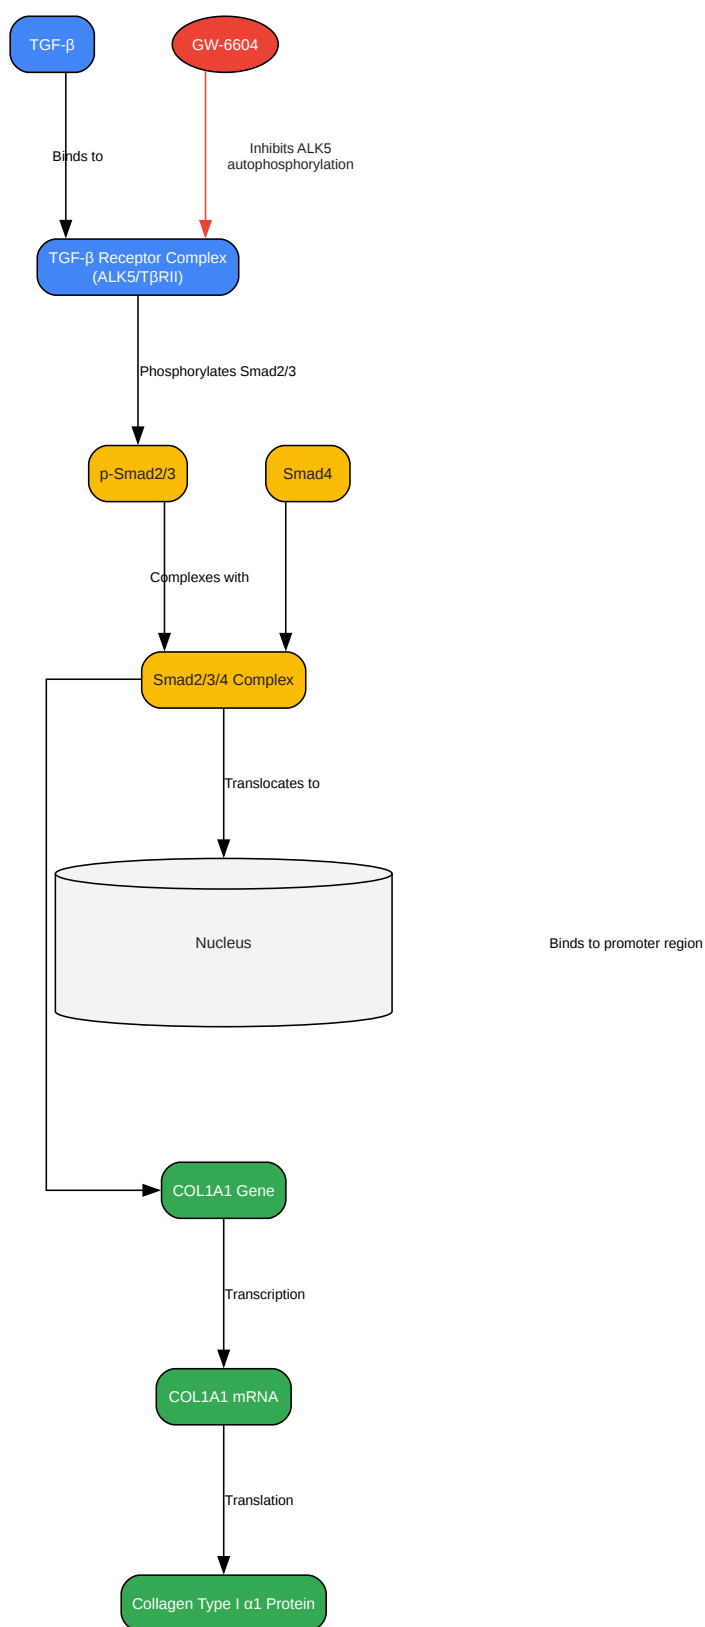 TGF-β
GW-6604
Binds to
Inhibits ALK5
autophosphorylation
TGF-β Receptor Complex
(ALK5/TβRII)
Phosphorylates Smad2/3
p-Smad2/3
Smad4
Complexes with
Smad2/3/4 Complex
Translocates to
Nucleus
Binds to promoter region
COL1A1 Gene
Transcription
COL1A1 mRNA
Translation
Collagen Type I α1 Protein